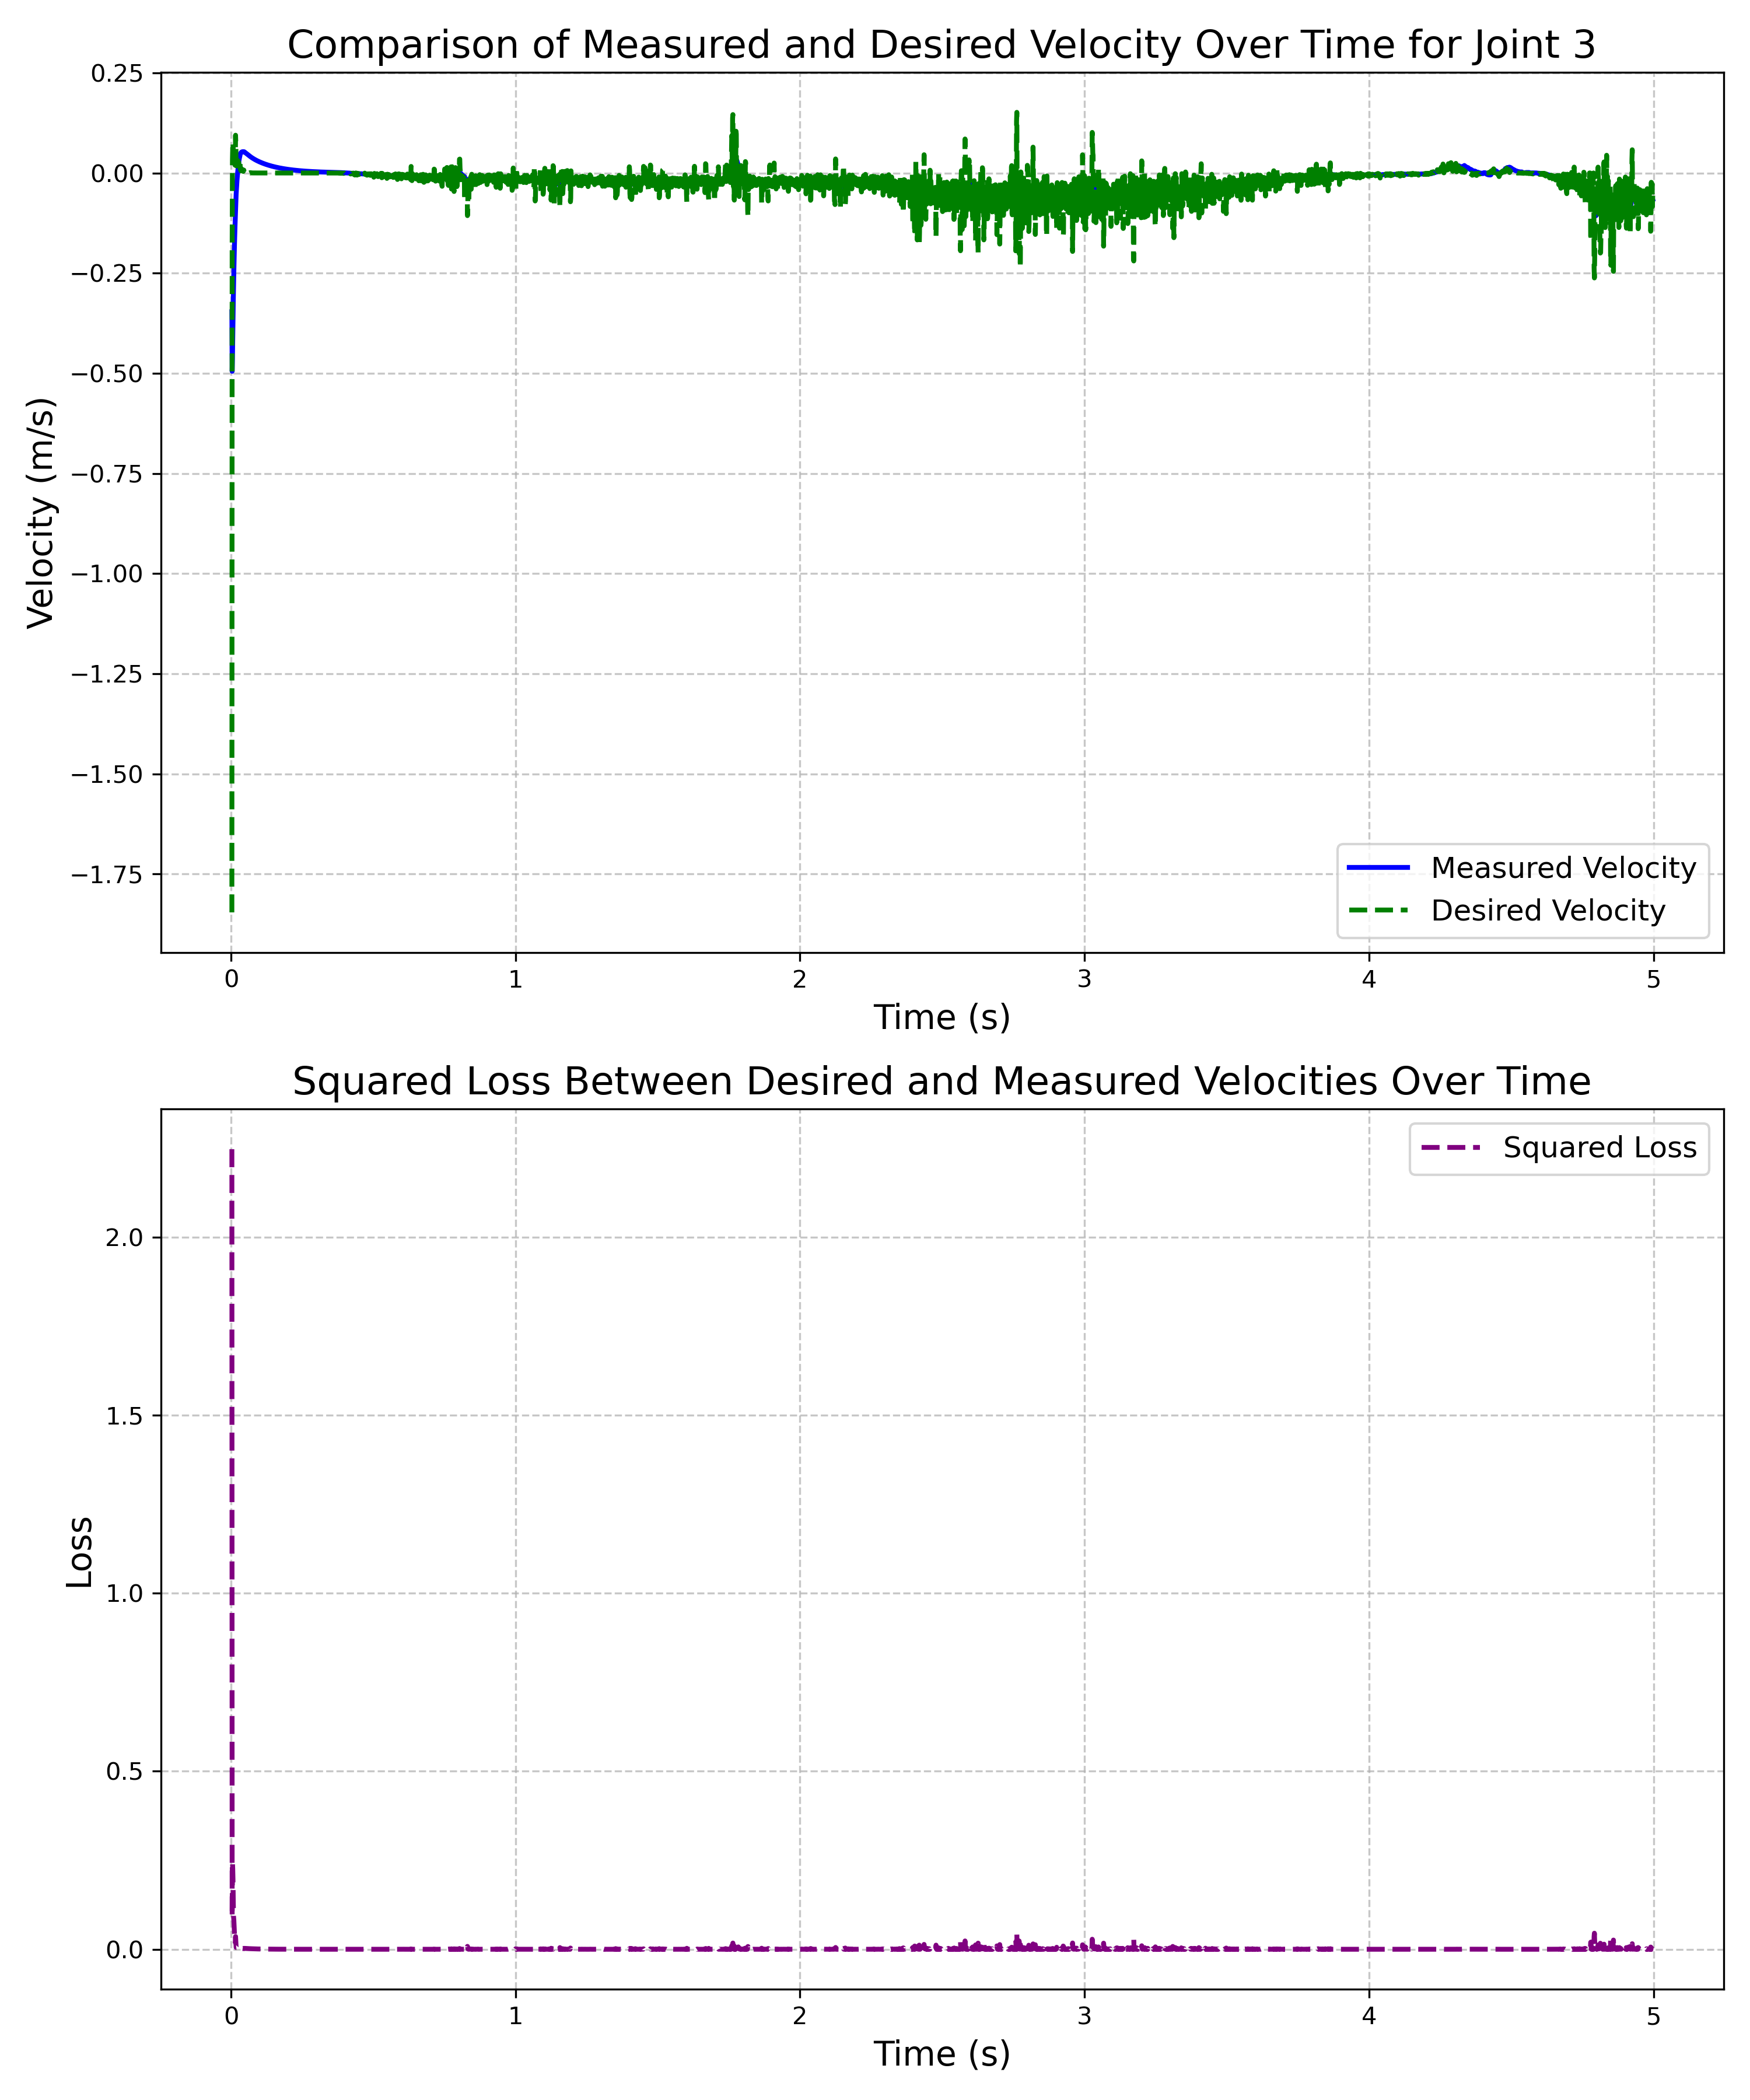 Comparison of Measured and Desired Velocity Over Time for Joint 3
0.25
0.00
−0.25
−0.50
−0.75
−1.00
−1.25
−1.50
−1.75
Velocity (m/s)
Measured Velocity
Desired Velocity
0 1 2 3 4 5
Time (s)
Squared Loss Between Desired and Measured Velocities Over Time
Squared Loss
2.0
1.5
1.0
0.5
0.0
Loss
0 1 2 3 4 5
Time (s)